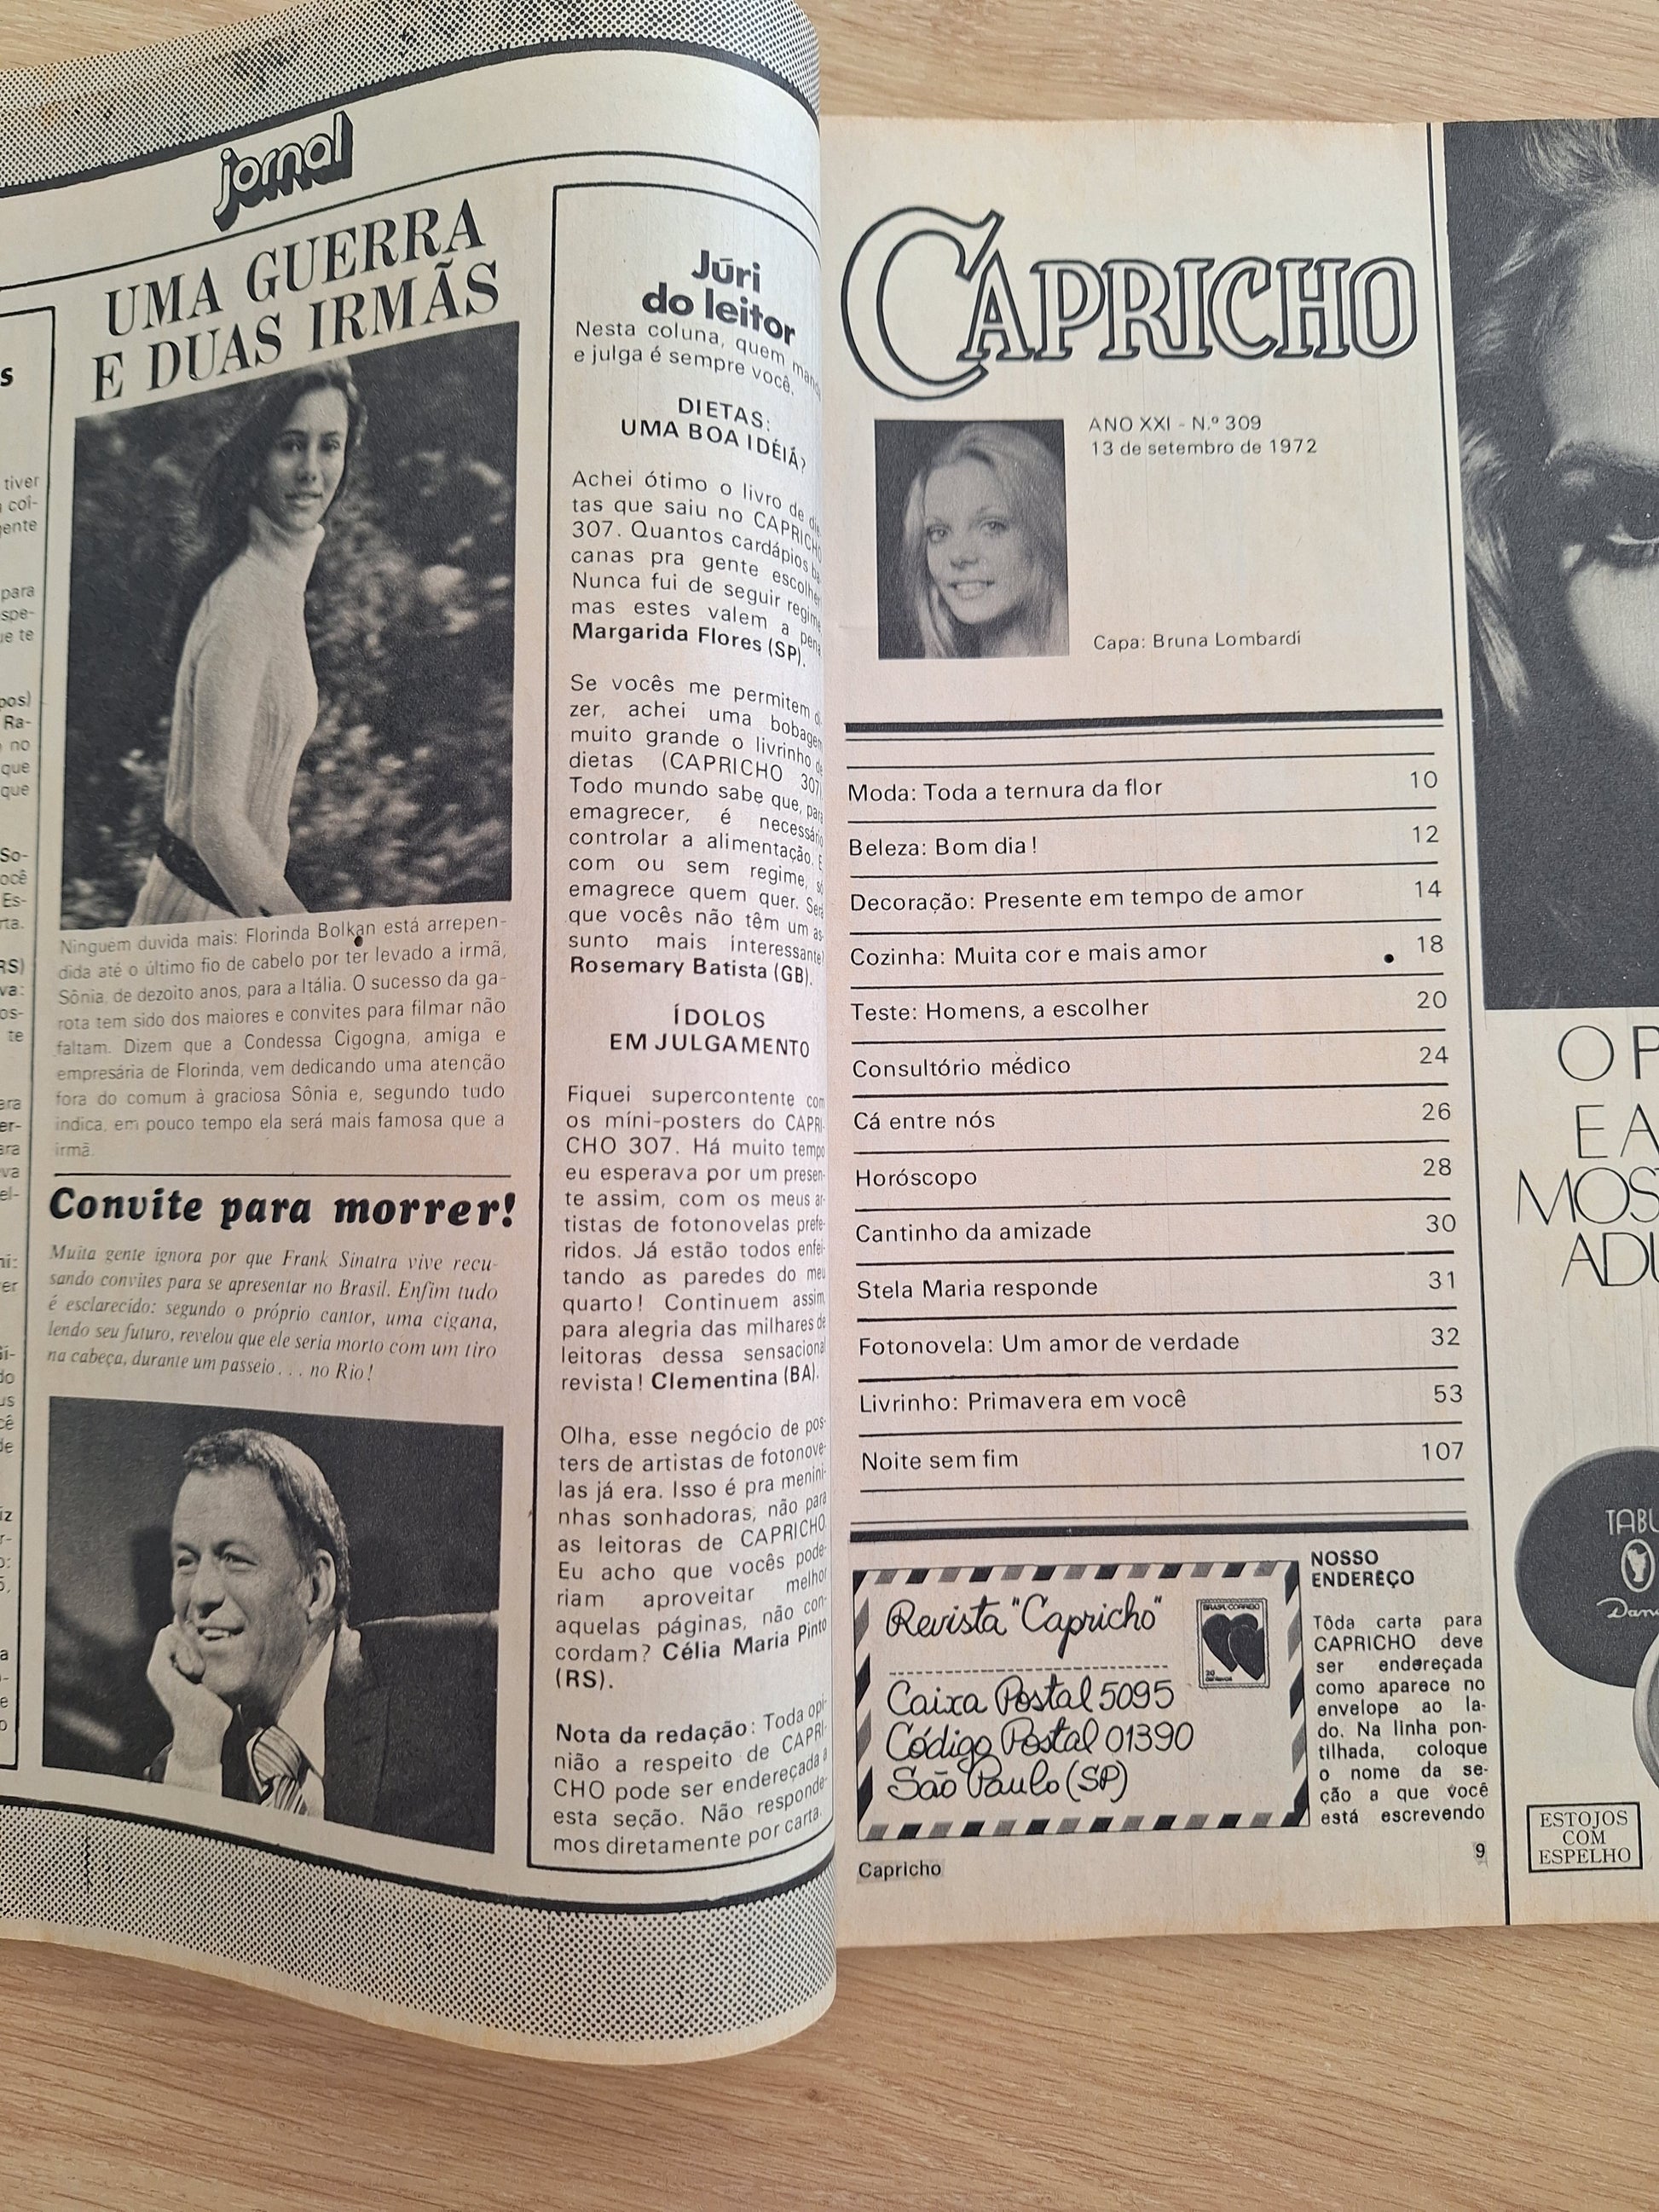 jornal
UMA GUERRA
E DUAS IRMÃS
Ninguém duvida mais: Florinda Bolkan está arrepen-
dida até o último fio de cabelo por ter levado a irmã,
Sônia, de dezoito anos, para a Itália. O sucesso da ga-
rota tem sido dos maiores e convites para filmar não
faltam. Dizem que a Condessa Cigogna, amiga e
empresária de Florinda, vem dedicando uma atenção
fora do comum à graciosa Sônia e, segundo tudo
indica, em pouco tempo ela será mais famosa que a
irmã.
Convite para morrer!
Muita gente ignora por que Frank Sinatra vive recu-
sando convites para se apresentar no Brasil. Enfim tudo
é esclarecido: segundo o próprio cantor, uma cigana,
lendo seu futuro, revelou que ele seria morto com um tiro
na cabeça, durante um passeio . . . no Rio!
Júri
do leitor
Nesta coluna, quem
e julga é sempre você.
DIETAS:
UMA BOA IDÉIA?
Achei ótimo o livro de
tas que saiu no CAPRICHO
307. Quantos cardápios
canas pra gente escolher
Nunca fui de seguir regime
mas estes valem a pena
Margarida Flores (SP).
Se vocês me permitem
zer, achei uma bobagem
muito grande o livrinho de
dietas (CAPRICHO 307)
Todo mundo sabe que, para
emagrecer, é necessário
controlar a alimentação. E
com ou sem regime, só
emagrece quem quer. Será
que vocês não têm um as-
sunto mais interessante?
Rosemary Batista (GB).
ÍDOLOS
EM JULGAMENTO
Fiquei supercontente com
os míni-posters do CAPRI-
CHO 307. Há muito tempo
eu esperava por um presen-
te assim, com os meus ar-
tistas de fotonovelas prefe-
ridos. Já estão todos enfei-
tando as paredes do meu
quarto! Continuem assim,
para alegria das milhares de
leitoras dessa sensacional
revista! Clementina (BA).
Olha, esse negócio de pos-
ters de artistas de fotonove-
las já era. Isso é pra menini-
nhas sonhadoras, não para
as leitoras de CAPRICHO.
Eu acho que vocês pode-
riam aproveitar melhor
aquelas páginas, não con-
cordam? Célia Maria Pinto
(RS).
Nota da redação: Toda opi-
nião a respeito de CAPRI-
CHO pode ser endereçada a
esta seção. Não responde-
mos diretamente por carta.
CAPRICHO
ANO XXI - N.º 309
13 de setembro de 1972
Capa: Bruna Lombardi
Moda: Toda a ternura da flor 10
Beleza: Bom dia! 12
Decoração: Presente em tempo de amor 14
Cozinha: Muita cor e mais amor 18
Teste: Homens, a escolher 20
Consultório médico 24
Cá entre nós 26
Horóscopo 28
Cantinho da amizade 30
Stela Maria responde 31
Fotonovela: Um amor de verdade 32
Livrinho: Primavera em você 53
Noite sem fim 107
Revista "Capricho"
BRASIL CORREIO
20
Caixa Postal 5095
Código Postal 01390
São Paulo (SP)
NOSSO
ENDERÊÇO
Tôda carta para
CAPRICHO deve
ser endereçada
como aparece no
envelope ao la-
do. Na linha pon-
tilhada, coloque
o nome da se-
ção a que você
está escrevendo
Capricho
9
O P
E A
MOS
ADU
TABU
Dan
ESTOJOS
COM
ESPELHO